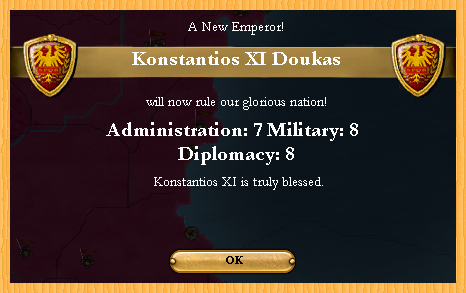 A New Emperor!
Konstantios XI Doukas
will now rule our glorious nation!
Administration: 7 Military: 8
Diplomacy: 8
Konstantios XI is truly blessed.
OK